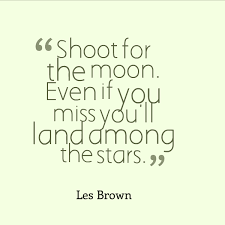 “Shoot for
the moon.
Even if you
miss you'll
land among
the stars.”
Les Brown